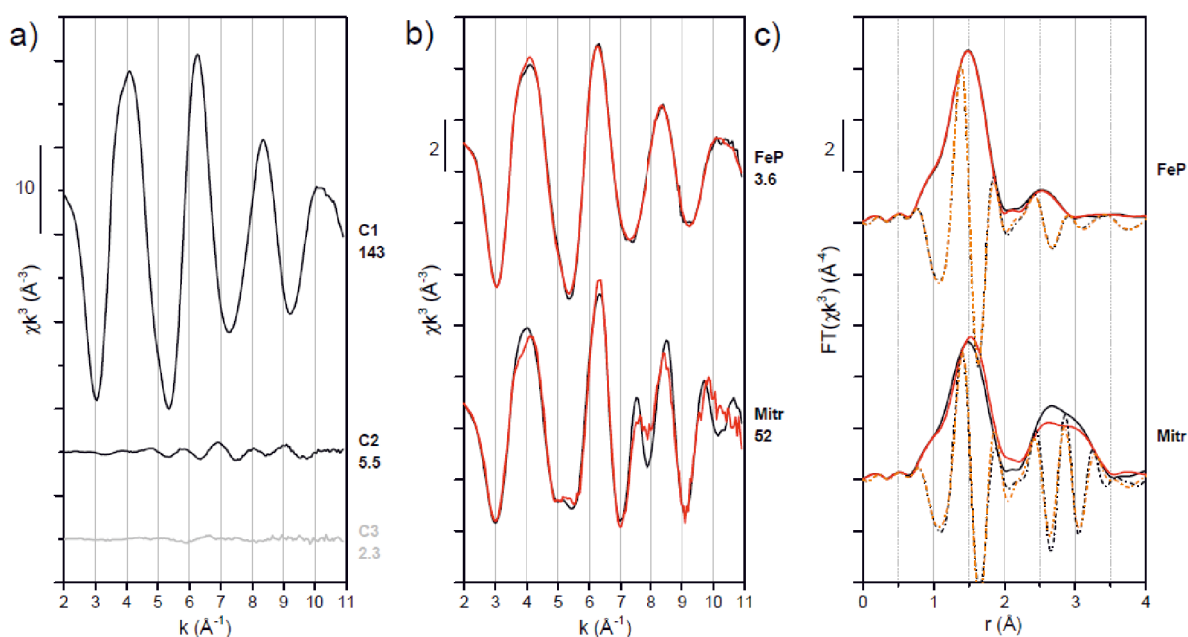 a)
10
χk³ (Å⁻³)
C1
143
C2
5.5
C3
2.3
2 3 4 5 6 7 8 9 10 11
k (Å⁻¹)
b)
2
χk³ (Å⁻³)
FeP
3.6
Mitr
52
2 3 4 5 6 7 8 9 10 11
k (Å⁻¹)
c)
2
FT(χk³) (Å⁻⁴)
FeP
Mitr
0 1 2 3 4
r (Å)